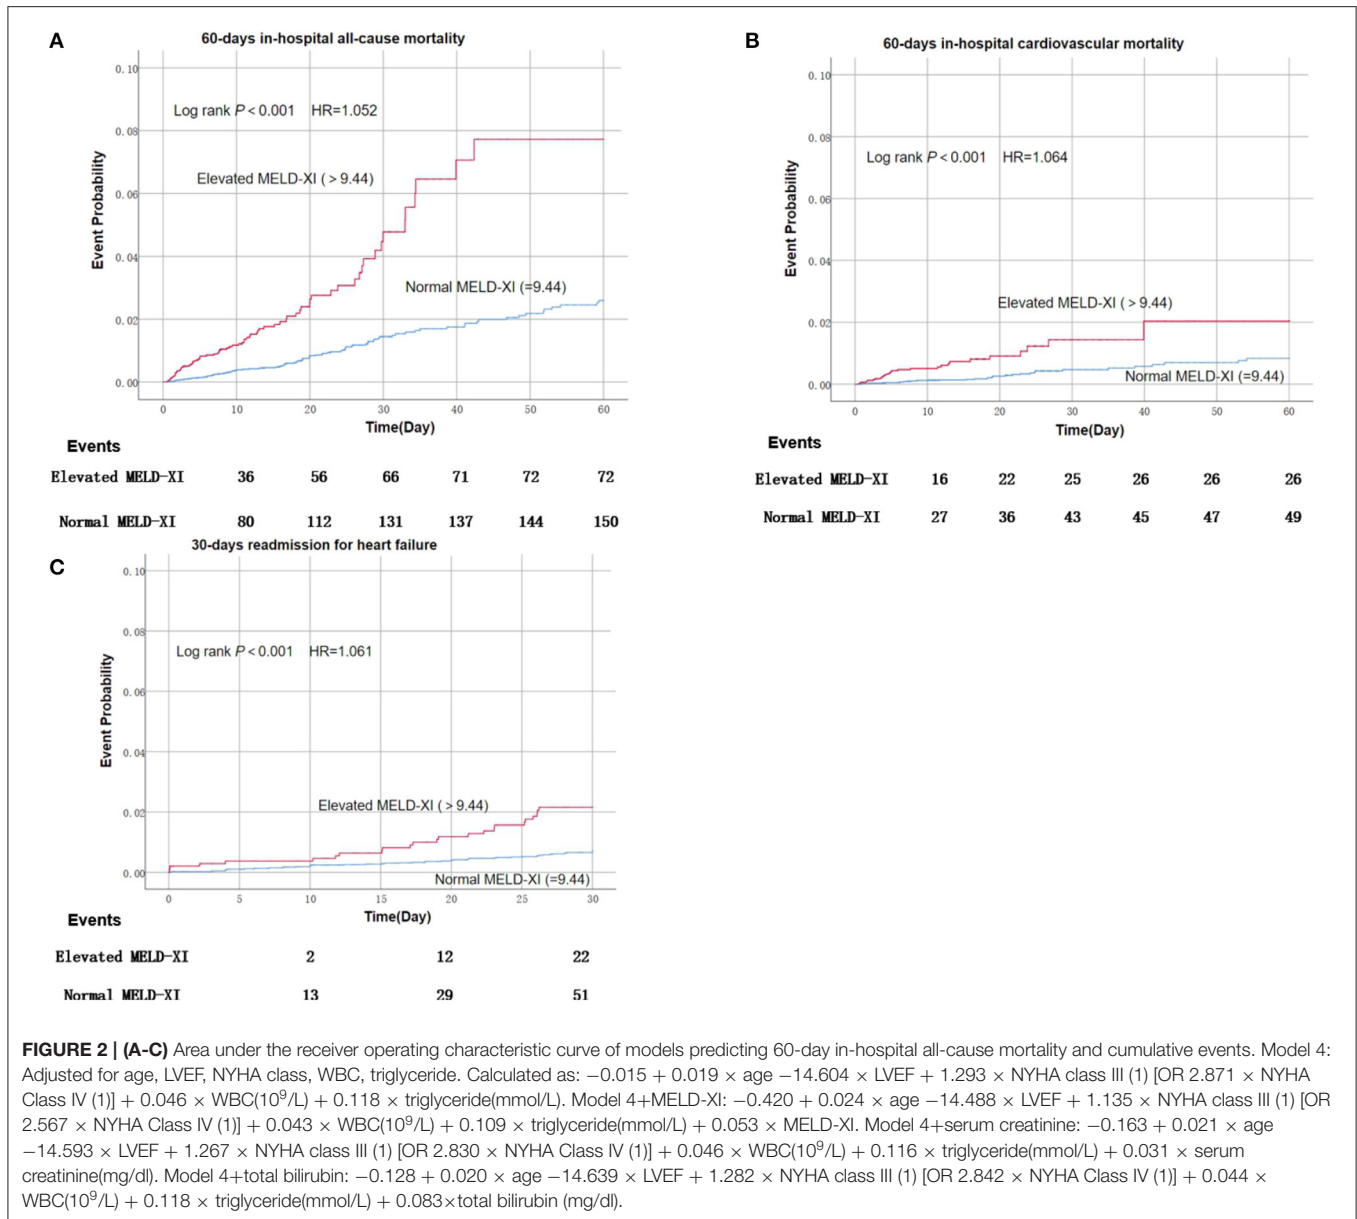 A
60-days in-hospital all-cause mortality
0.10
0.08
0.06
0.04
0.02
0.00
Event Probability
Log rank P < 0.001 HR=1.052
Elevated MELD-XI ( > 9.44)
Normal MELD-XI (=9.44)
0 10 20 30 40 50 60
Time(Day)
Events
Elevated MELD-XI 36 56 66 71 72 72
Normal MELD-XI 80 112 131 137 144 150
B
60-days in-hospital cardiovascular mortality
0.10
0.08
0.06
0.04
0.02
0.00
Event Probability
Log rank P < 0.001 HR=1.064
Elevated MELD-XI ( > 9.44)
Normal MELD-XI (=9.44)
0 10 20 30 40 50 60
Time(Day)
Events
Elevated MELD-XI 16 22 25 26 26 26
Normal MELD-XI 27 36 43 45 47 49
C
30-days readmission for heart failure
0.10
0.08
0.06
0.04
0.02
0.00
Event Probability
Log rank P < 0.001 HR=1.061
Elevated MELD-XI ( > 9.44)
Normal MELD-XI (=9.44)
0 5 10 15 20 25 30
Time(Day)
Events
Elevated MELD-XI 2 12 22
Normal MELD-XI 13 29 51
FIGURE 2 | (A-C) Area under the receiver operating characteristic curve of models predicting 60-day in-hospital all-cause mortality and cumulative events. Model 4:
Adjusted for age, LVEF, NYHA class, WBC, triglyceride. Calculated as: −0.015 + 0.019 × age −14.604 × LVEF + 1.293 × NYHA class III (1) [OR 2.871 × NYHA
Class IV (1)] + 0.046 × WBC(10⁹/L) + 0.118 × triglyceride(mmol/L). Model 4+MELD-XI: −0.420 + 0.024 × age −14.488 × LVEF + 1.135 × NYHA class III (1) [OR
2.567 × NYHA Class IV (1)] + 0.043 × WBC(10⁹/L) + 0.109 × triglyceride(mmol/L) + 0.053 × MELD-XI. Model 4+serum creatinine: −0.163 + 0.021 × age
−14.593 × LVEF + 1.267 × NYHA class III (1) [OR 2.830 × NYHA Class IV (1)] + 0.046 × WBC(10⁹/L) + 0.116 × triglyceride(mmol/L) + 0.031 × serum
creatinine(mg/dl). Model 4+total bilirubin: −0.128 + 0.020 × age −14.639 × LVEF + 1.282 × NYHA class III (1) [OR 2.842 × NYHA Class IV (1)] + 0.044 ×
WBC(10⁹/L) + 0.118 × triglyceride(mmol/L) + 0.083×total bilirubin (mg/dl).